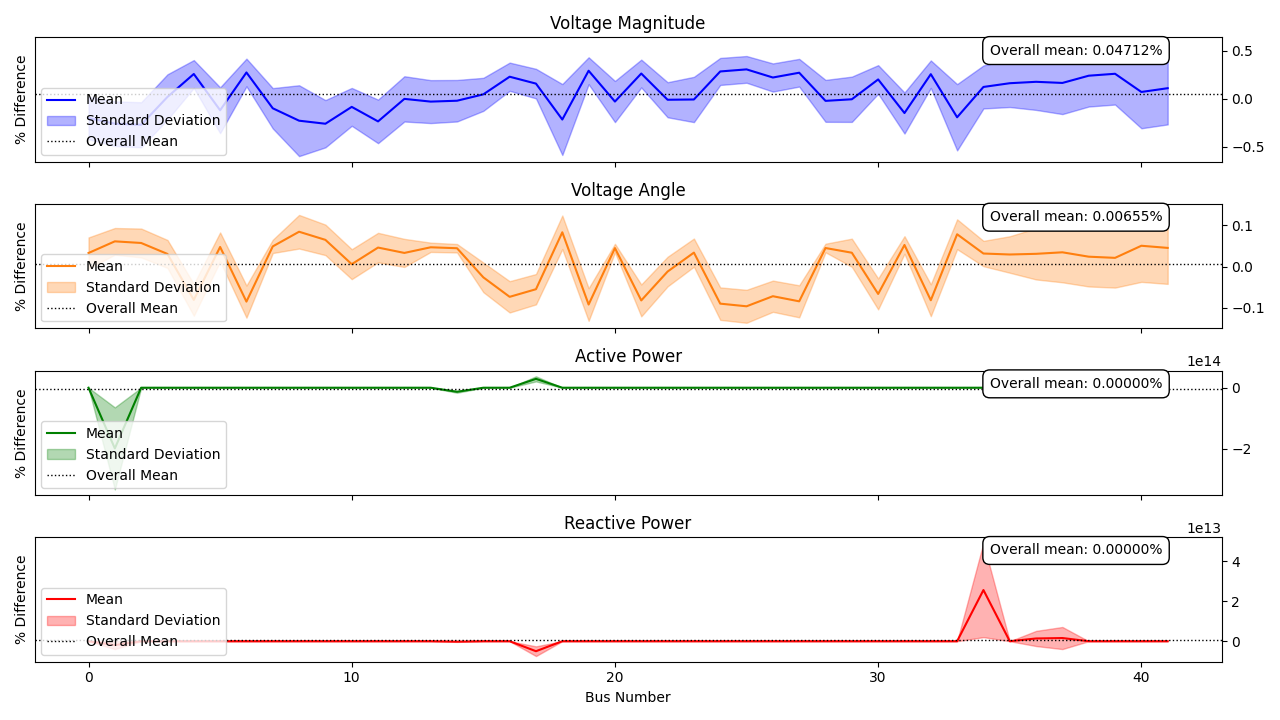 Voltage Magnitude
% Difference
Overall mean: 0.04712%
0.5
0.0
−0.5
Mean
Standard Deviation
Overall Mean
Voltage Angle
% Difference
Overall mean: 0.00655%
0.1
0.0
−0.1
Mean
Standard Deviation
Overall Mean
Active Power
1e14
% Difference
Overall mean: 0.00000%
0
−2
Mean
Standard Deviation
Overall Mean
Reactive Power
1e13
% Difference
Overall mean: 0.00000%
4
2
0
Mean
Standard Deviation
Overall Mean
0 10 20 30 40
Bus Number